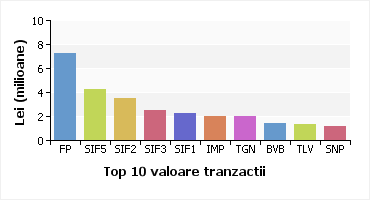 Lei (milioane)
10
8
6
4
2
0
FP SIF5 SIF2 SIF3 SIF1 IMP TGN BVB TLV SNP
Top 10 valoare tranzactii